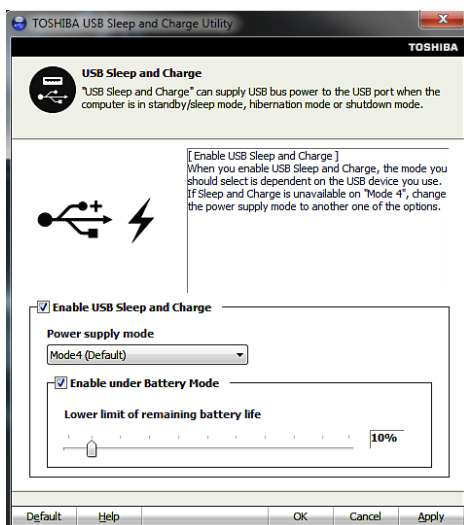 TOSHIBA USB Sleep and Charge Utility
TOSHIBA
USB Sleep and Charge
"USB Sleep and Charge" can supply USB
bus power to the USB port when the
computer is in standby/sleep mode, hibernation mode
or shutdown mode.
[ Enable USB Sleep and Charge ]
When you enable USB Sleep and Charge, the mode you
should select is dependent on the USB device you use.
If Sleep and Charge is unavailable on "Mode 4", change
the power supply mode to another one of the options.
Enable USB Sleep and Charge
Power supply mode
Mode4 (Default)
Enable under Battery Mode
Lower limit of remaining battery life
10%
Default Help OK Cancel Apply